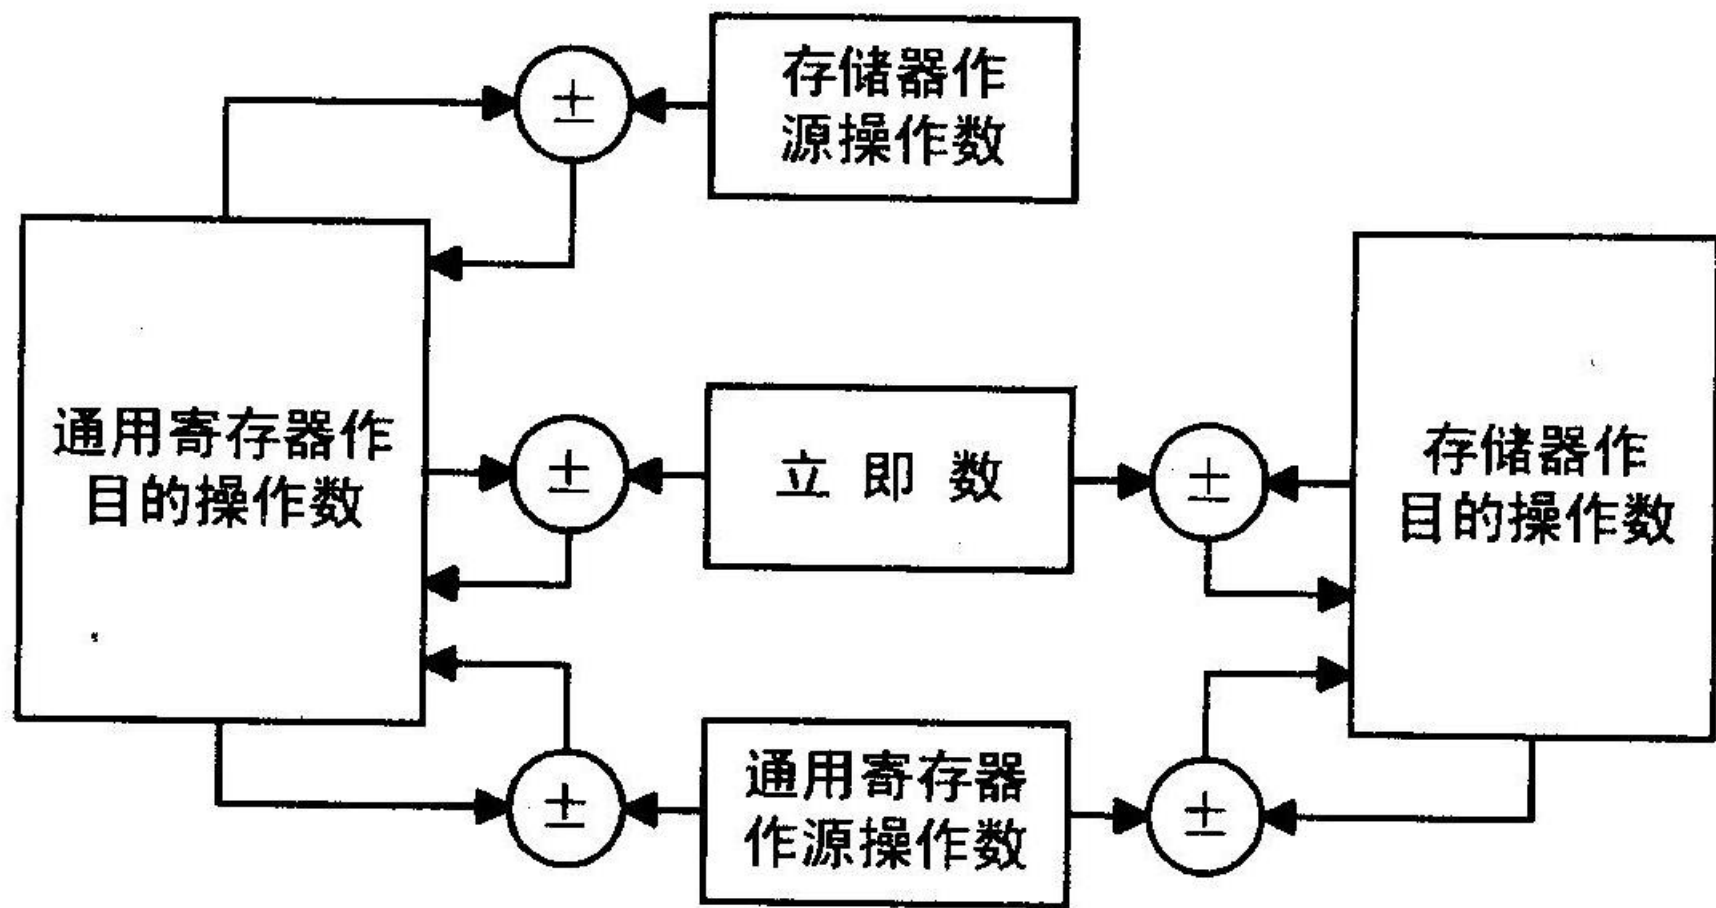 存储器作
源操作数
±
通用寄存器作
目的操作数
±
立 即 数
±
存储器作
目的操作数
±
通用寄存器
作源操作数
±